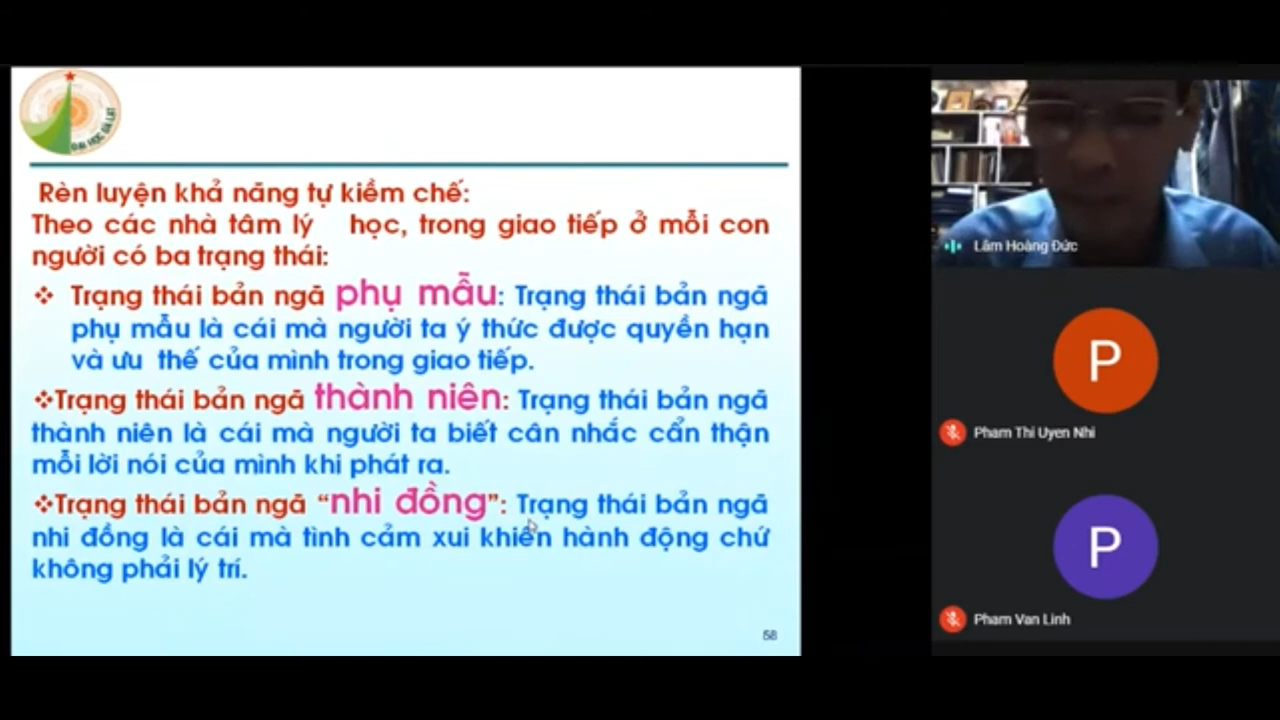 ĐẠI HỌC ĐÀ LẠT
Rèn luyện khả năng tự kiềm chế:
Theo các nhà tâm lý học, trong giao tiếp ở mỗi con
người có ba trạng thái:
❖ Trạng thái bản ngã phụ mẫu: Trạng thái bản ngã
phụ mẫu là cái mà người ta ý thức được quyền hạn
và ưu thế của mình trong giao tiếp.
❖Trạng thái bản ngã thành niên: Trạng thái bản ngã
thành niên là cái mà người ta biết cân nhắc cẩn thận
mỗi lời nói của mình khi phát ra.
❖Trạng thái bản ngã “nhi đồng”: Trạng thái bản ngã
nhi đồng là cái mà tình cảm xui khiến hành động chứ
không phải lý trí.
58
Lâm Hoàng Đức
P
Pham Thi Uyen Nhi
P
Pham Van Linh